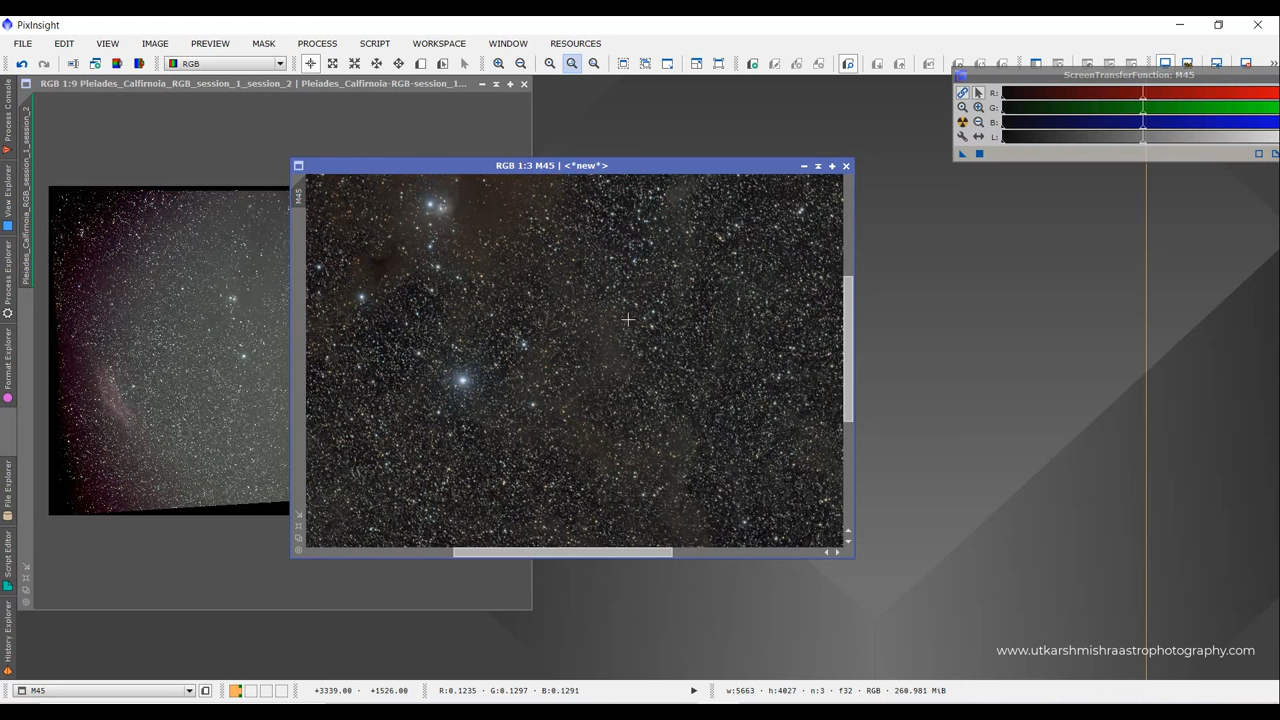 PixInsight
FILE EDIT VIEW IMAGE PREVIEW PROCESS MASK SCRIPT WORKSPACE WINDOW RESOURCES
RGB
RGB 1:9 Pleiades_Calfirnoia_RGB_session_1_session_2 | Pleiades_Calfirnoia-RGB-session_1...
ScreenTransferFunction: M45
R:
G:
B:
L:
Process Console
View Explorer
Process Explorer
Format Explorer
File Explorer
Script Editor
History Explorer
Pleiades_Calfirnoia_RGB_session_1_session_2
RGB 1:3 M45 | <*new*>
M45
www.utkarshmishraastrophotography.com
M45
+3339.00 · +1526.00
R:0.1235 · G:0.1297 · B:0.1291
w:5663 · h:4027 · n:3 · f32 · RGB · 260.981 MiB